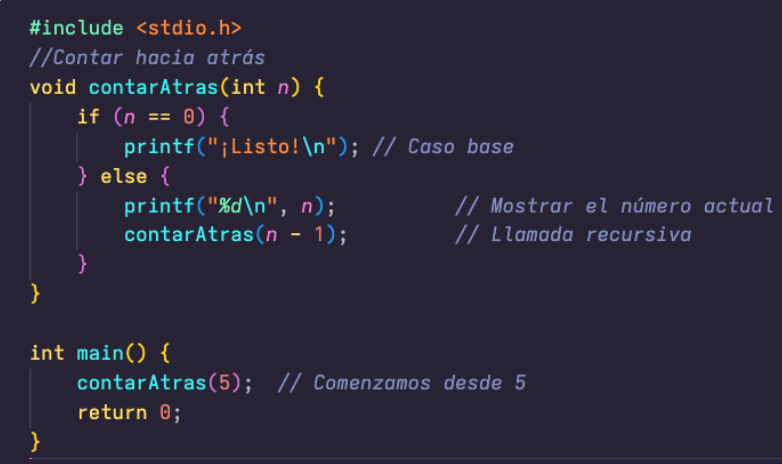 #include <stdio.h>
//Contar hacia atrás
void contarAtras(int n) {
    if (n == 0) {
        printf("¡Listo!\n"); // Caso base
    } else {
        printf("%d\n", n);          // Mostrar el número actual
        contarAtras(n - 1);         // Llamada recursiva
    }
}

int main() {
    contarAtras(5);  // Comenzamos desde 5
    return 0;
}